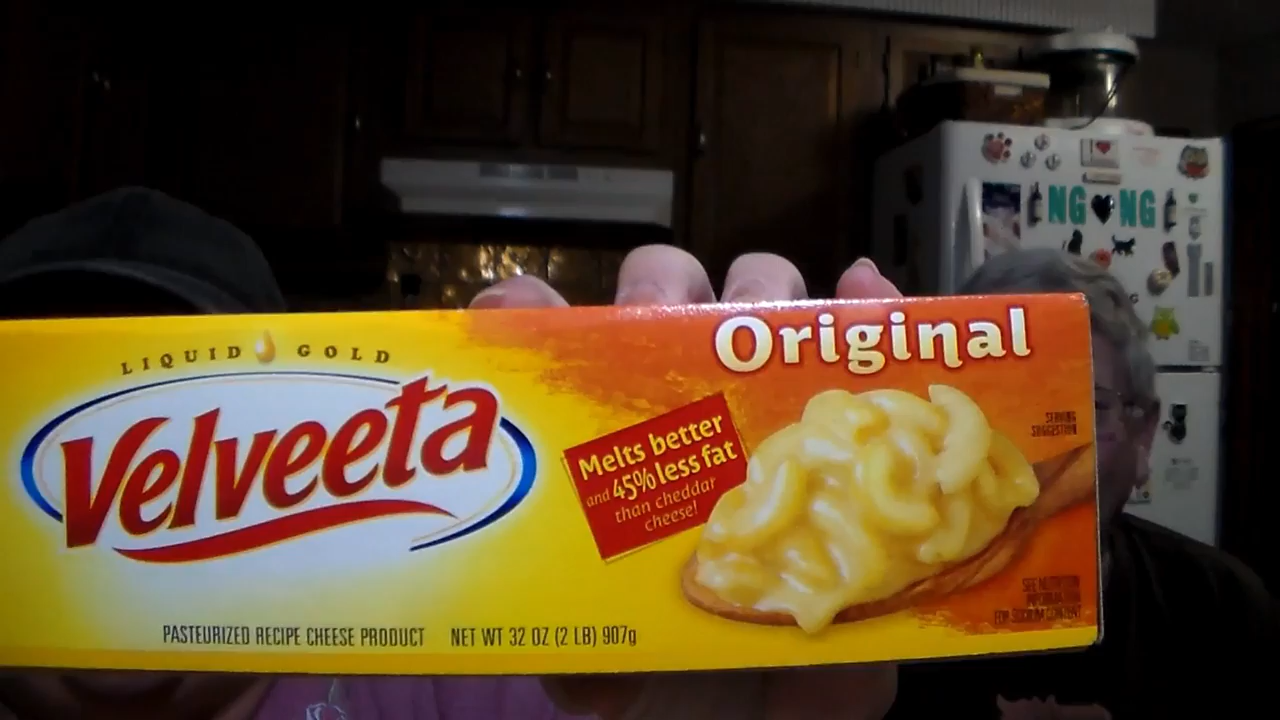 NG NG
LIQUID GOLD
Velveeta
Original
Melts better
and 45% less fat
than cheddar
cheese!
SERVING
SUGGESTION
SEE NUTRITION
INFORMATION
FOR SODIUM CONTENT
PASTEURIZED RECIPE CHEESE PRODUCT NET WT 32 OZ (2 LB) 907g